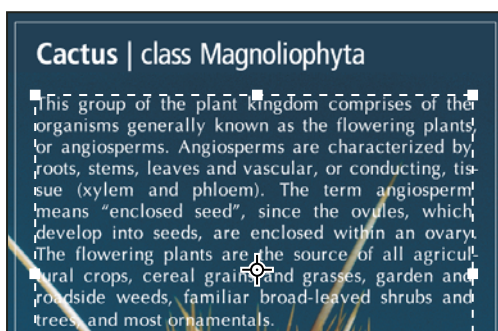 Cactus | class Magnoliophyta
This group of the plant kingdom comprises of the
organisms generally known as the flowering plants,
or angiosperms. Angiosperms are characterized by
roots, stems, leaves and vascular, or conducting, tis-
sue (xylem and phloem). The term angiosperm
means “enclosed seed”, since the ovules, which
develop into seeds, are enclosed within an ovary.
The flowering plants are the source of all agricul-
tural crops, cereal grains and grasses, garden and
roadside weeds, familiar broad-leaved shrubs and
trees, and most ornamentals.